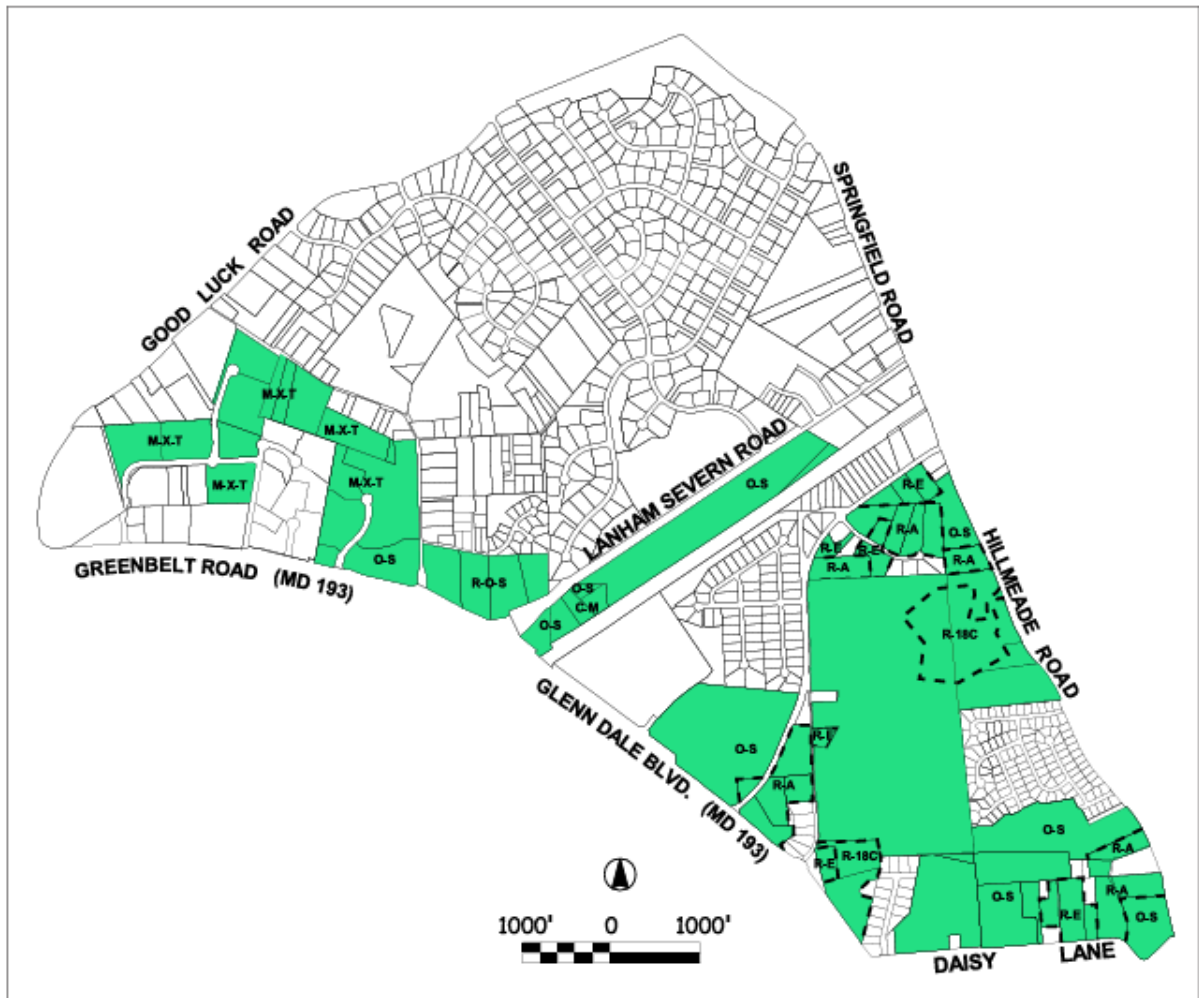 SPRINGFIELD ROAD
GOOD LUCK ROAD
M-X-T
M-X-T
M-X-T
M-X-T
M-X-T
O-S
R-O-S
GREENBELT ROAD (MD 193)
LANHAM SEVERN ROAD
O-S
O-S
C-M
O-S
R-E
R-A
O-S
R-E
R-E
R-A
R-A
HILLMEADE ROAD
R-18C
GLENN DALE BLVD. (MD 193)
O-S
R-E
R-A
O-S
R-A
R-E
R-18C
O-S
R-E
R-A
O-S
1000' 0 1000'
DAISY LANE